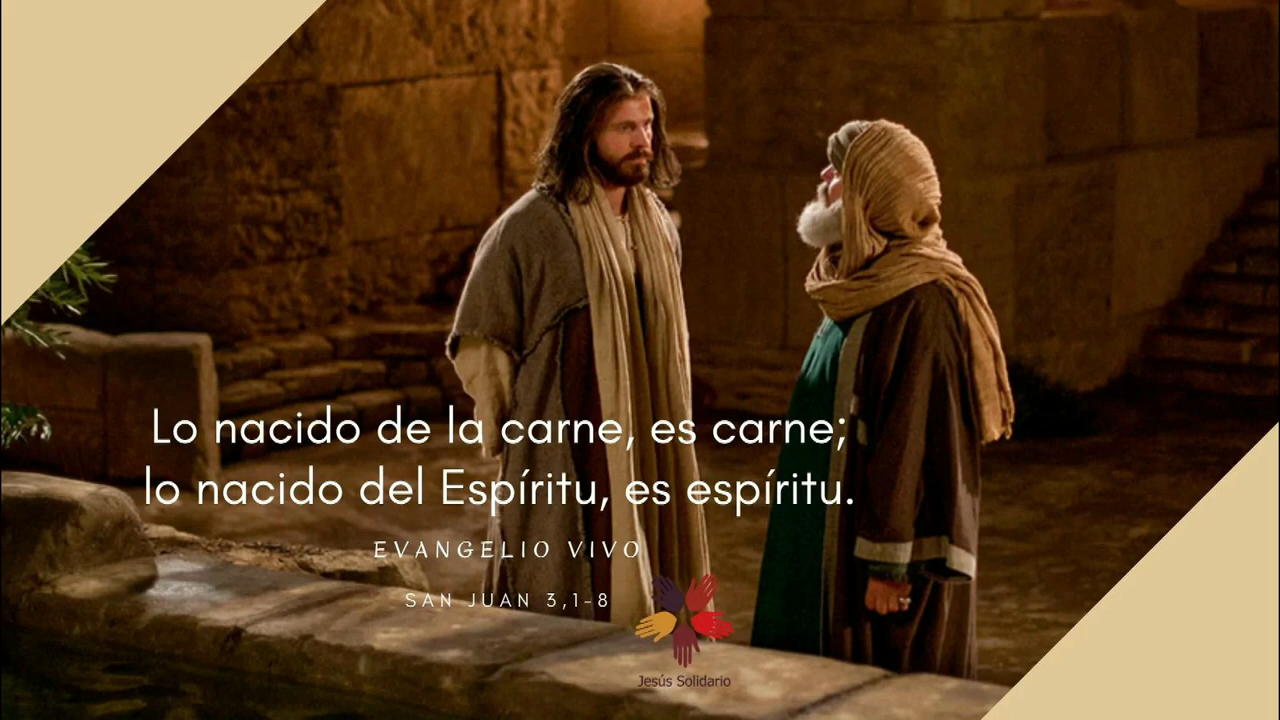 Lo nacido de la carne, es carne;
lo nacido del Espíritu, es espíritu.
EVANGELIO VIVO
SAN JUAN 3,1-8
Jesús Solidario